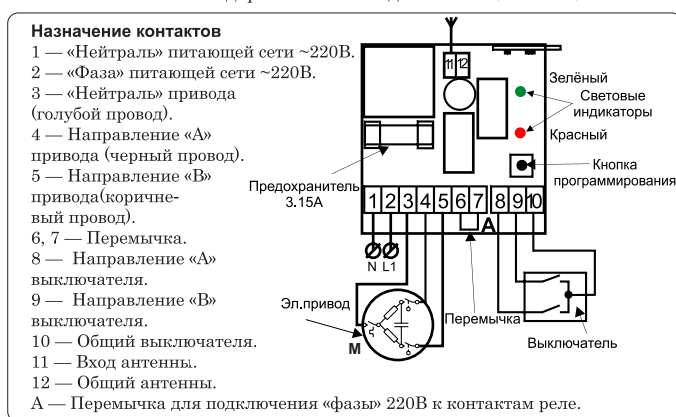 Назначение контактов
1 — «Нейтраль» питающей сети ~220В.
2 — «Фаза» питающей сети ~220В.
3 — «Нейтраль» привода
(голубой провод).
4 — Направление «А»
привода (черный провод).
5 — Направление «В»
привода(коричне-
вый провод).
6, 7 — Перемычка.
8 — Направление «А»
выключателя.
9 — Направление «В»
выключателя.
10 — Общий выключателя.
11 — Вход антенны.
12 — Общий антенны.
А — Перемычка для подключения «фазы» 220В к контактам реле.
11 12
Зелёный
Световые
индикаторы
Красный
Кнопка
программирования
Предохранитель
3.15А
1 2 3 4 5 6 7 8 9 10
А
N L1
Эл.привод
М
Перемычка
Выключатель